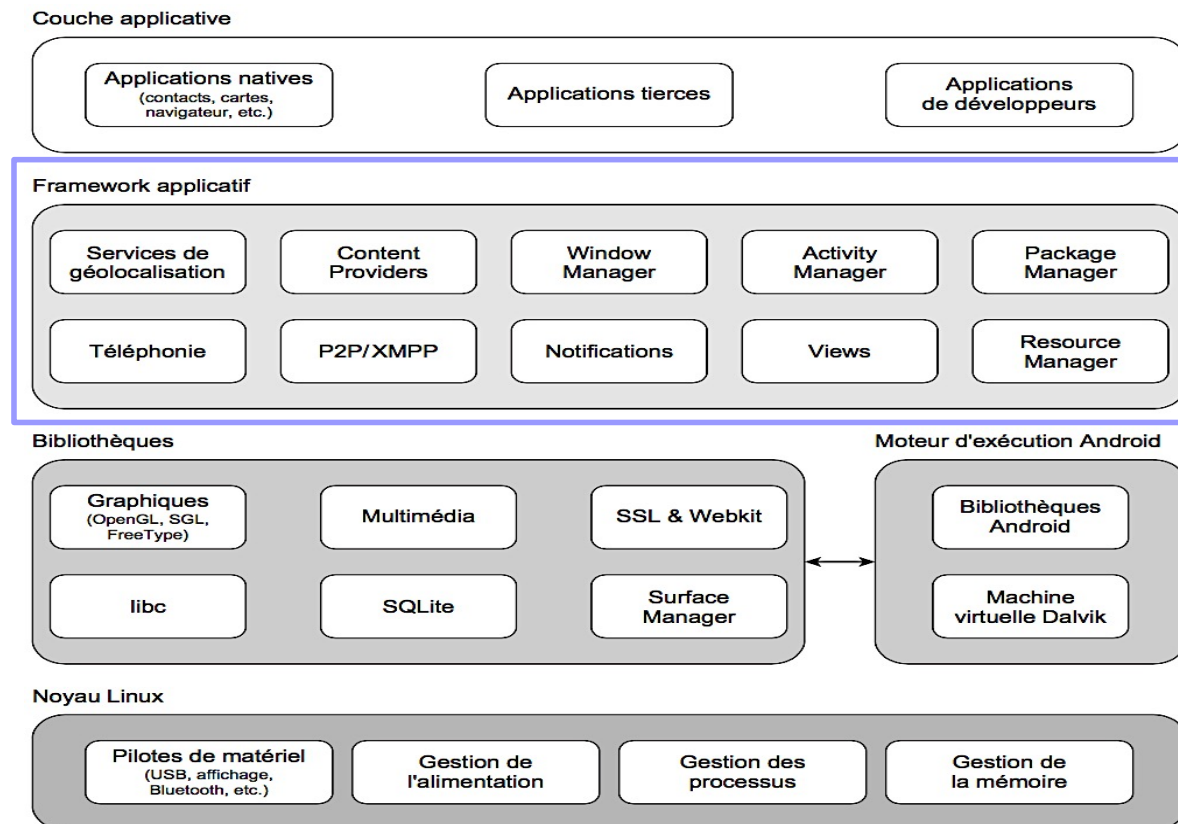 Couche applicative
Applications natives
(contacts, cartes,
navigateur, etc.)
Applications tierces
Applications
de développeurs
Framework applicatif
Services de
géolocalisation
Content
Providers
Window
Manager
Activity
Manager
Package
Manager
Téléphonie
P2P/XMPP
Notifications
Views
Resource
Manager
Bibliothèques
Graphiques
(OpenGL, SGL,
FreeType)
Multimédia
SSL & Webkit
libc
SQLite
Surface
Manager
Moteur d'exécution Android
Bibliothèques
Android
Machine
virtuelle Dalvik
Noyau Linux
Pilotes de matériel
(USB, affichage,
Bluetooth, etc.)
Gestion de
l'alimentation
Gestion des
processus
Gestion de
la mémoire